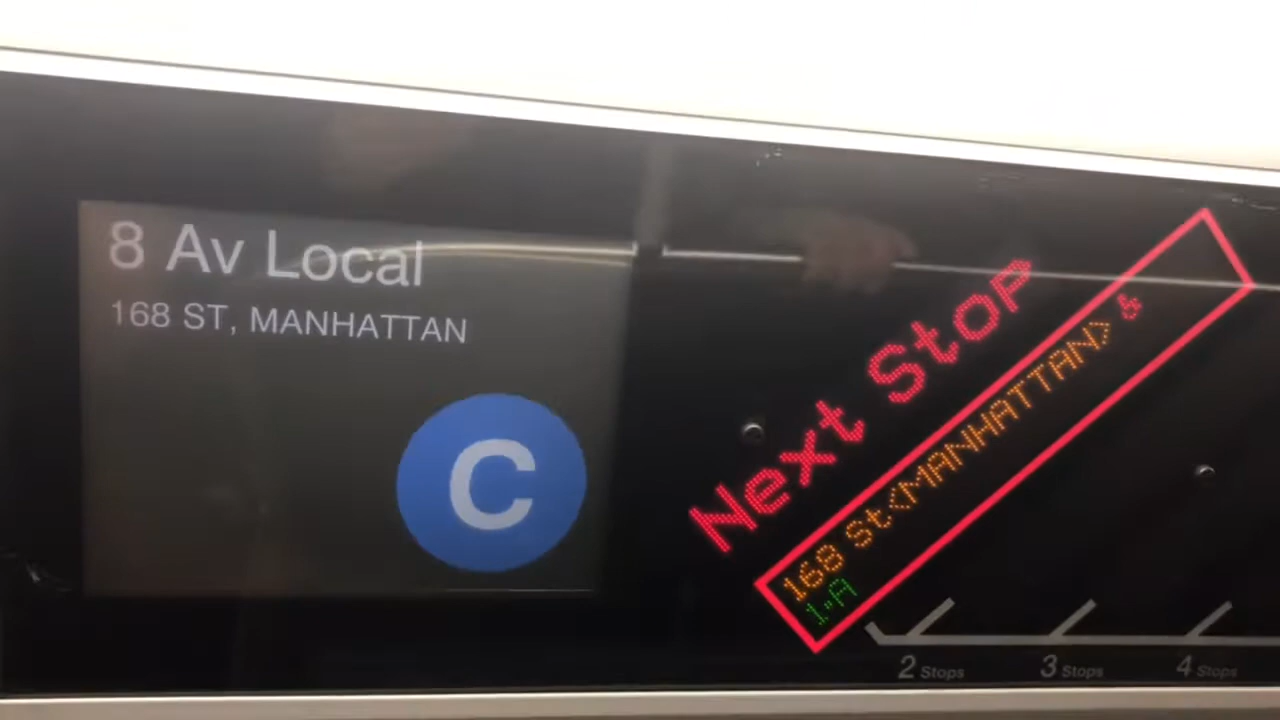 8 Av Local
168 ST, MANHATTAN
C
Next Stop
168 St<MANHATTAN> &
1·A
2 Stops
3 Stops
4 Stops